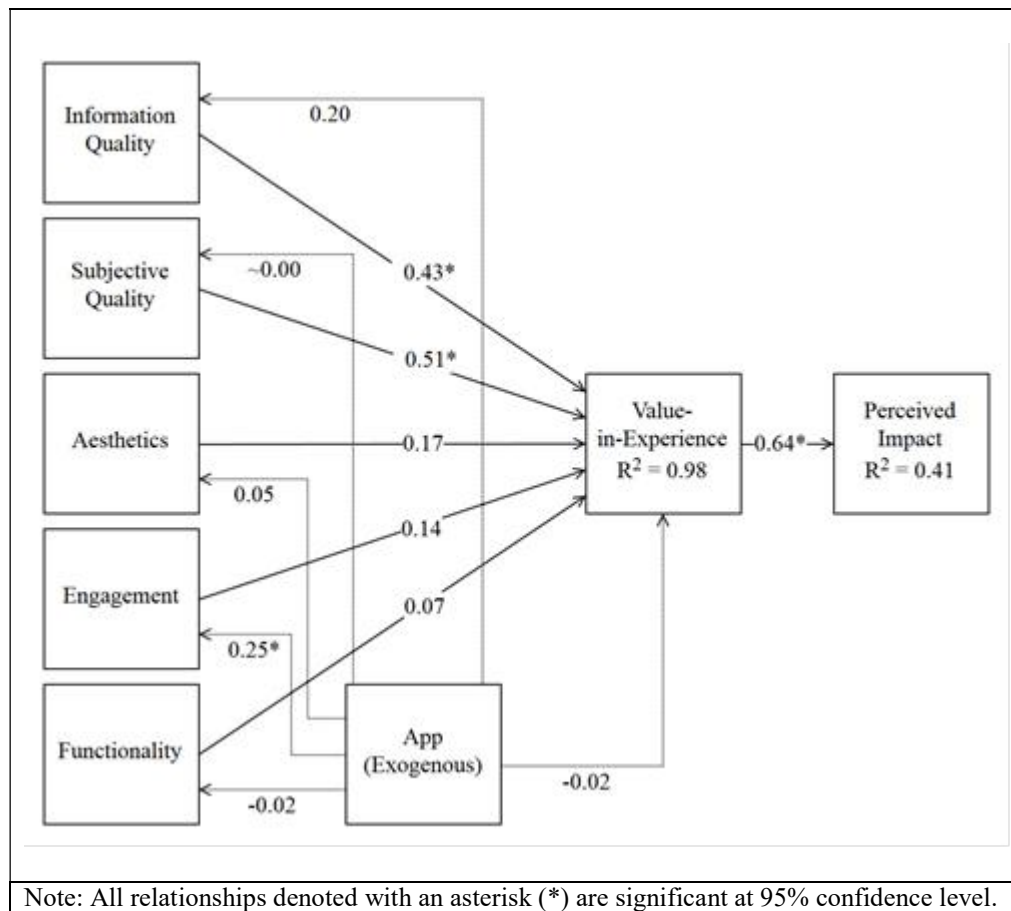 Information
Quality
0.20
Subjective
Quality
~0.00
0.43*
0.51*
Aesthetics
0.17
0.05
Value-
in-Experience
R² = 0.98
0.64*
Perceived
Impact
R² = 0.41
Engagement
0.14
0.07
0.25*
Functionality
-0.02
App
(Exogenous)
-0.02
Note: All relationships denoted with an asterisk (*) are significant at 95% confidence level.